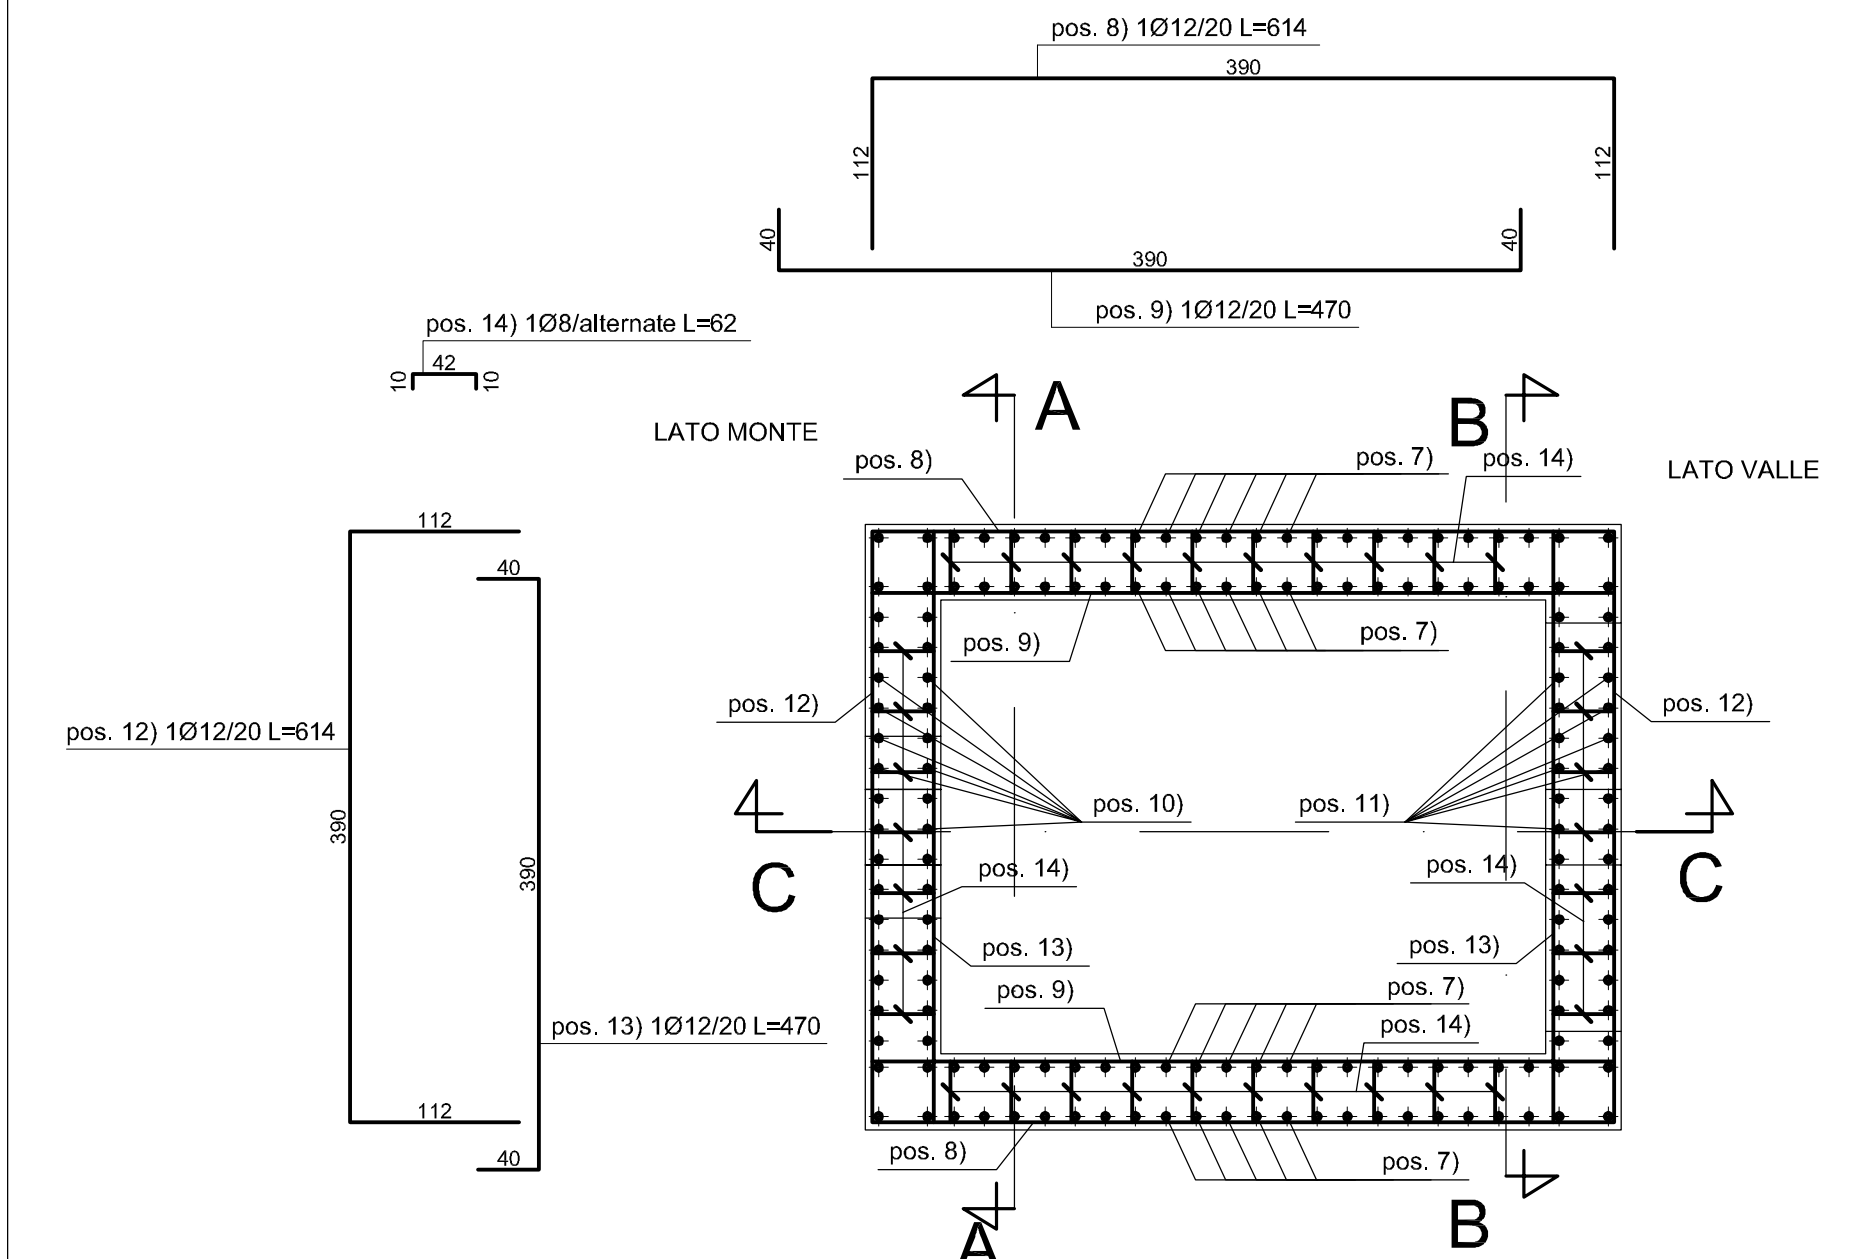 pos. 8) 1Ø12/20 L=614
390
112
112
40
40
390
pos. 9) 1Ø12/20 L=470
pos. 14) 1Ø8/alternate L=62
42
10
10
A
B
LATO MONTE
pos. 8)
pos. 7)
pos. 14)
LATO VALLE
112
40
pos. 9)
pos. 7)
pos. 12)
pos. 12)
pos. 12) 1Ø12/20 L=614
390
390
pos. 10)
pos. 11)
C
C
pos. 14)
pos. 14)
pos. 13)
pos. 13)
pos. 9)
pos. 7)
pos. 13) 1Ø12/20 L=470
pos. 14)
112
40
pos. 8)
pos. 7)
A
B